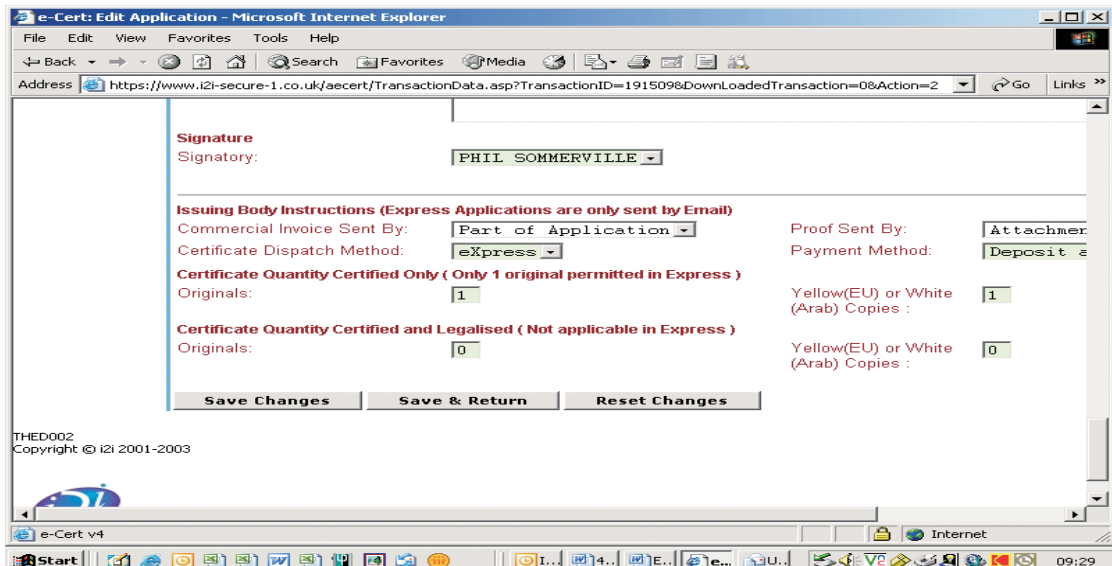 e-Cert: Edit Application - Microsoft Internet Explorer
File Edit View Favorites Tools Help
Back Search Favorites Media
Address https://www.i2i-secure-1.co.uk/aecert/TransactionData.asp?TransactionID=191509&DownLoadedTransaction=0&Action=2 Go Links »
Signature
Signatory: PHIL SOMMERVILLE
Issuing Body Instructions (Express Applications are only sent by Email)
Commercial Invoice Sent By: Part of Application Proof Sent By: Attachmen
Certificate Dispatch Method: eXpress Payment Method: Deposit a
Certificate Quantity Certified Only ( Only 1 original permitted in Express )
Originals: 1 Yellow(EU) or White 1
(Arab) Copies :
Certificate Quantity Certified and Legalised ( Not applicable in Express )
Originals: 0 Yellow(EU) or White 0
(Arab) Copies :
Save Changes Save & Return Reset Changes
THED002
Copyright © i2i 2001-2003
e-Cert v4 Internet
Start I... 4... E... e... U... 09:29